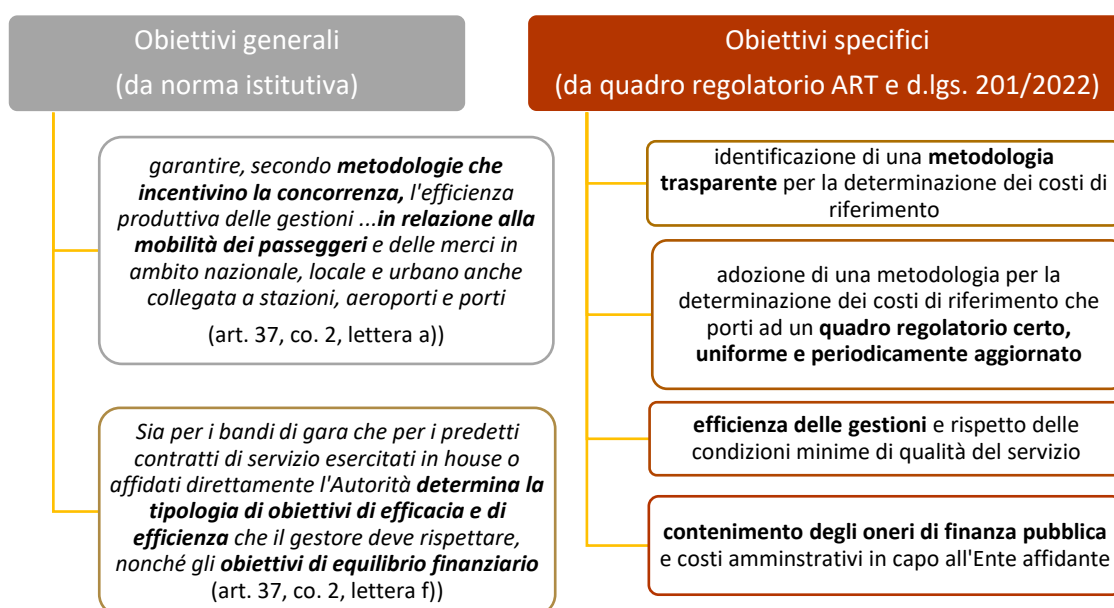 Obiettivi generali
(da norma istitutiva)
garantire, secondo metodologie che
incentivino la concorrenza, l'efficienza
produttiva delle gestioni ...in relazione alla
mobilità dei passeggeri e delle merci in
ambito nazionale, locale e urbano anche
collegata a stazioni, aeroporti e porti
(art. 37, co. 2, lettera a))
Sia per i bandi di gara che per i predetti
contratti di servizio esercitati in house o
affidati direttamente l'Autorità determina la
tipologia di obiettivi di efficacia e di
efficienza che il gestore deve rispettare,
nonché gli obiettivi di equilibrio finanziario
(art. 37, co. 2, lettera f))
Obiettivi specifici
(da quadro regolatorio ART e d.lgs. 201/2022)
identificazione di una metodologia
trasparente per la determinazione dei costi di
riferimento
adozione di una metodologia per la
determinazione dei costi di riferimento che
porti ad un quadro regolatorio certo,
uniforme e periodicamente aggiornato
efficienza delle gestioni e rispetto delle
condizioni minime di qualità del servizio
contenimento degli oneri di finanza pubblica
e costi amminstrativi in capo all'Ente affidante